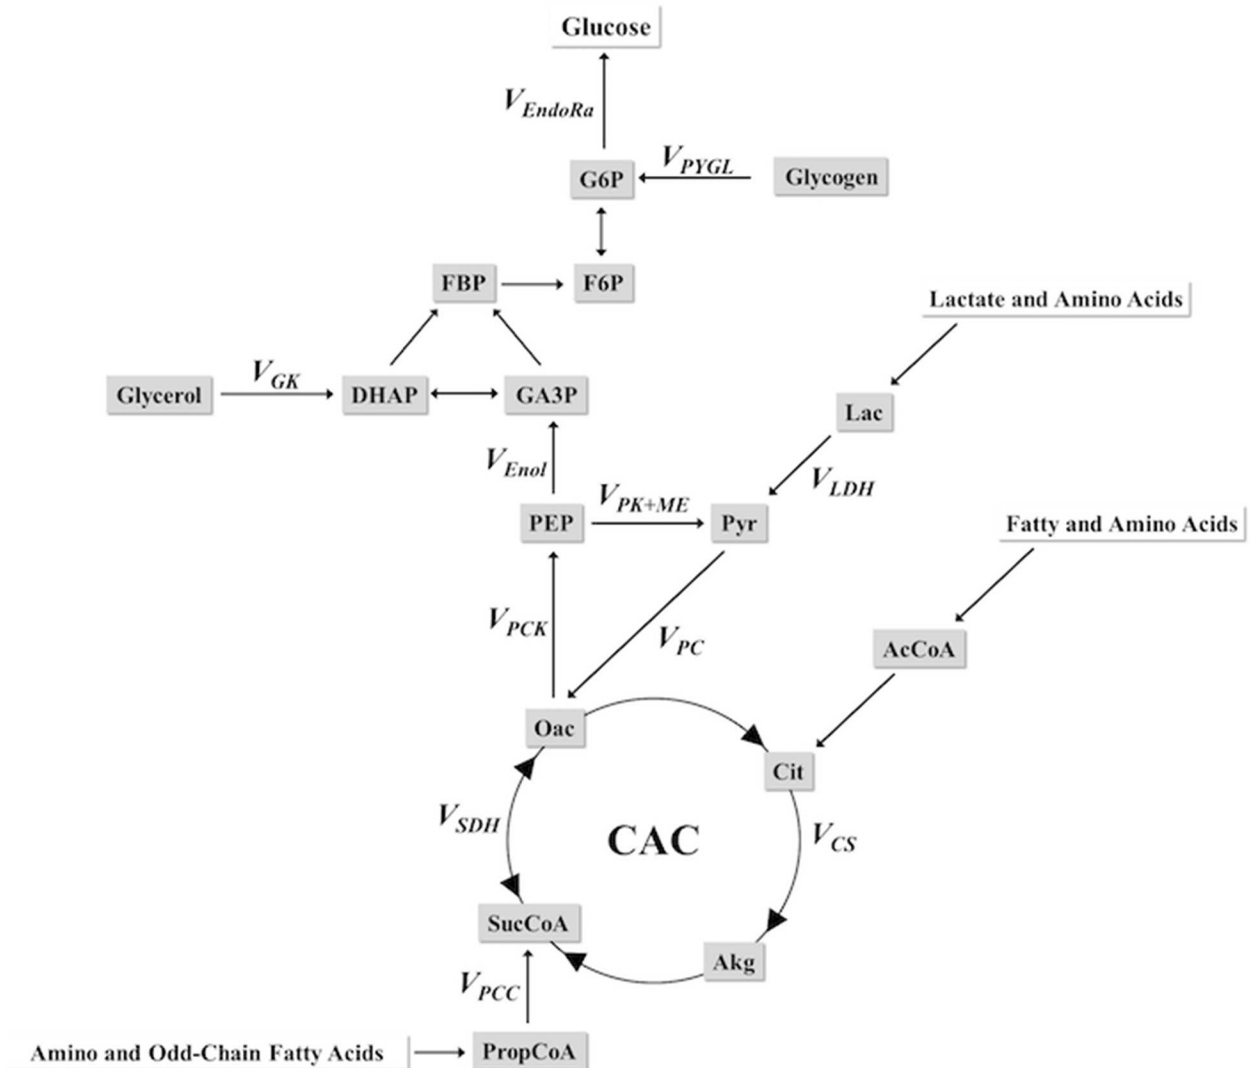 Glucose
V_EndoRa
G6P
V_PYGL
Glycogen
FBP
F6P
Lactate and Amino Acids
Glycerol
V_GK
DHAP
GA3P
Lac
V_Enol
V_LDH
PEP
V_PK+ME
Pyr
Fatty and Amino Acids
V_PCK
V_PC
AcCoA
Oac
Cit
V_SDH
CAC
V_CS
SucCoA
Akg
V_PCC
Amino and Odd-Chain Fatty Acids
PropCoA